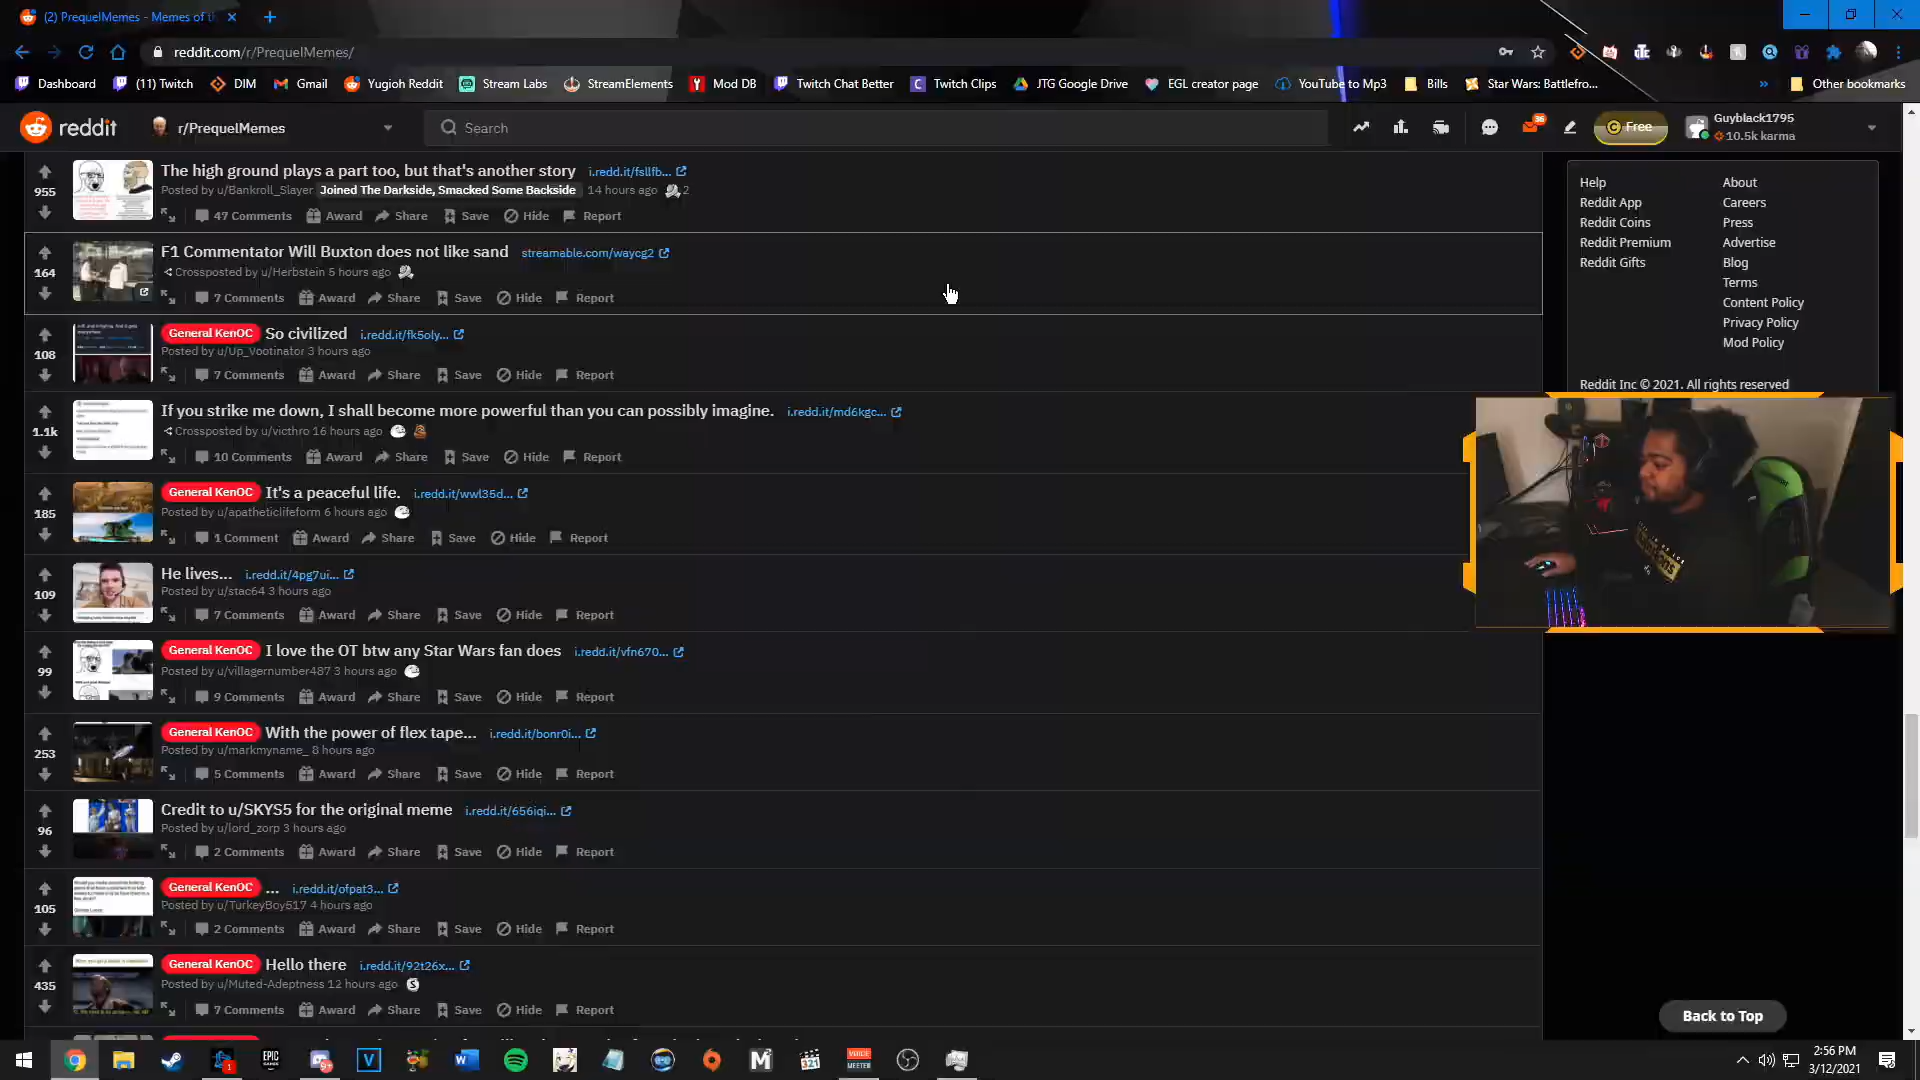 (2) PrequelMemes - Memes of th
reddit.com/r/PrequelMemes/
Dashboard (11) Twitch DIM Gmail Yugioh Reddit Stream Labs StreamElements Mod DB Twitch Chat Better Twitch Clips JTG Google Drive EGL creator page YouTube to Mp3 Bills Star Wars: Battlefro... » Other bookmarks
reddit r/PrequelMemes Search 36 Free Guyblack1795
10.5k karma
The high ground plays a part too, but that's another story i.redd.it/fsllfb...
955 Posted by u/Bankroll_Slayer Joined The Darkside, Smacked Some Backside 14 hours ago 2
47 Comments Award Share Save Hide Report
F1 Commentator Will Buxton does not like sand streamable.com/waycg2
164 Crossposted by u/Herbstein 5 hours ago
7 Comments Award Share Save Hide Report
General KenOC So civilized i.redd.it/fk5oly...
108 Posted by u/Up_Vootinator 3 hours ago
7 Comments Award Share Save Hide Report
If you strike me down, I shall become more powerful than you can possibly imagine. i.redd.it/md6kgc...
1.1k Crossposted by u/victhro 16 hours ago
10 Comments Award Share Save Hide Report
General KenOC It's a peaceful life. i.redd.it/wwl35d...
185 Posted by u/apatheticlifeform 6 hours ago
1 Comment Award Share Save Hide Report
He lives... i.redd.it/4pg7ui...
109 Posted by u/stac64 3 hours ago
7 Comments Award Share Save Hide Report
General KenOC I love the OT btw any Star Wars fan does i.redd.it/vfn670...
99 Posted by u/villagernumber487 3 hours ago
9 Comments Award Share Save Hide Report
General KenOC With the power of flex tape... i.redd.it/bonr0i...
253 Posted by u/markmyname_ 8 hours ago
5 Comments Award Share Save Hide Report
Credit to u/SKYS5 for the original meme i.redd.it/656iqi...
96 Posted by u/lord_zorp 3 hours ago
2 Comments Award Share Save Hide Report
General KenOC ... i.redd.it/ofpat3...
105 Posted by u/TurkeyBoy517 4 hours ago
2 Comments Award Share Save Hide Report
General KenOC Hello there i.redd.it/92t26x...
435 Posted by u/Muted-Adeptness 12 hours ago
7 Comments Award Share Save Hide Report
Help About
Reddit App Careers
Reddit Coins Press
Reddit Premium Advertise
Reddit Gifts Blog
Terms
Content Policy
Privacy Policy
Mod Policy
Reddit Inc © 2021. All rights reserved
Back to Top
EPIC GAMES
VOICE MEETER
2:56 PM
3/12/2021